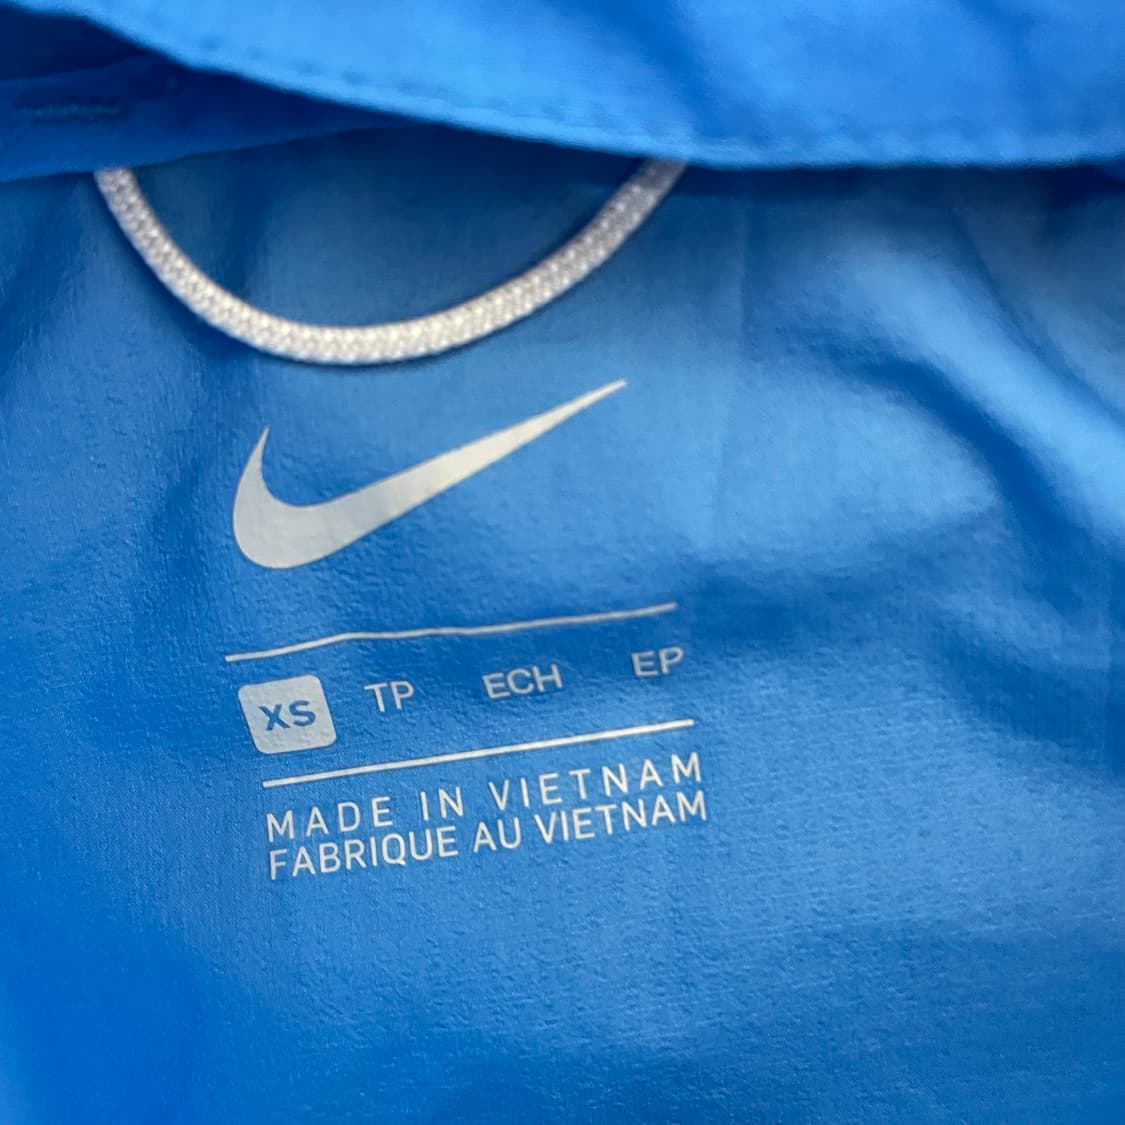 XS TP ECH EP
MADE IN VIETNAM
FABRIQUE AU VIETNAM